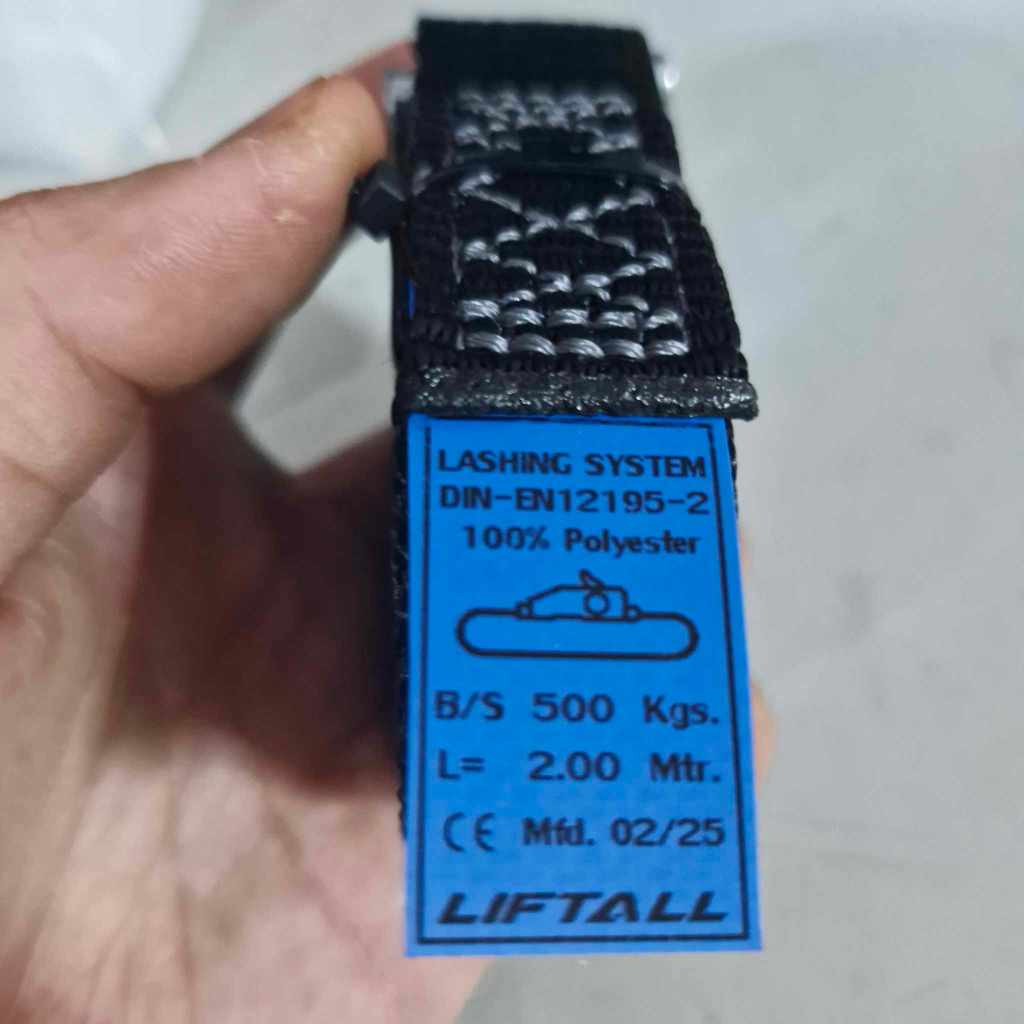 LASHING SYSTEM
DIN-EN12195-2
100% Polyester
B/S 500 Kgs.
L= 2.00 Mtr.
CE Mfd. 02/25
LIFTALL